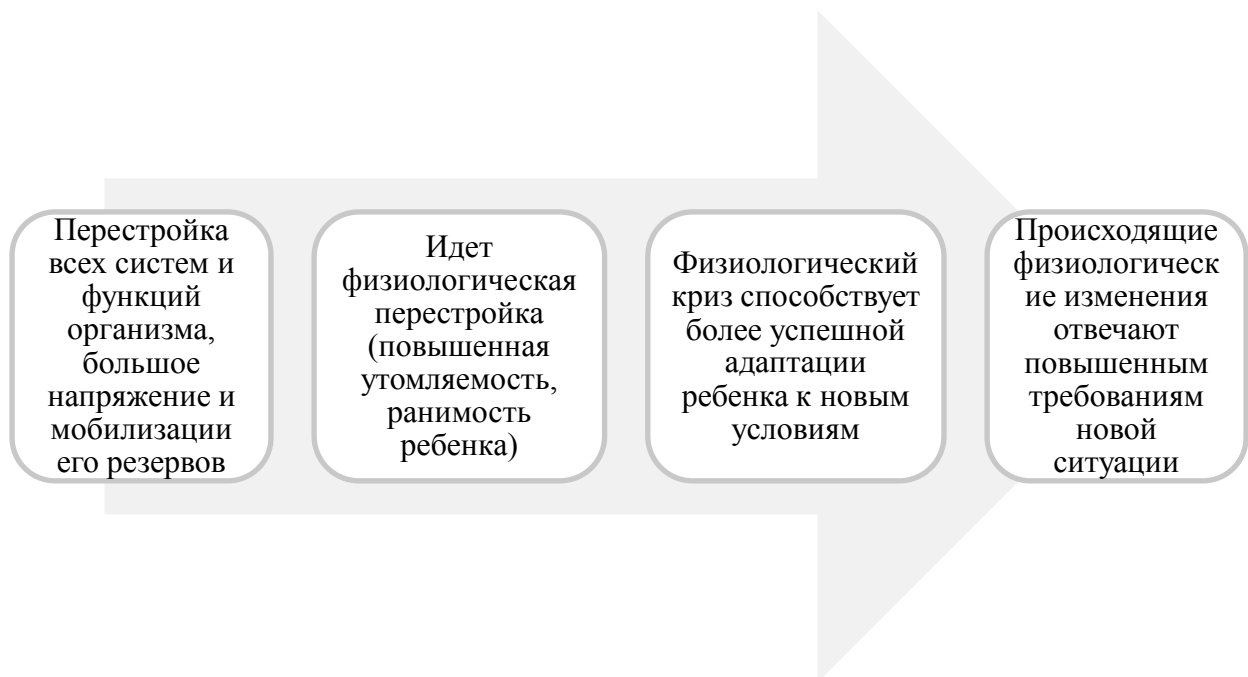 Перестройка
всех систем и
функций
организма,
большое
напряжение и
мобилизации
его резервов
Идет
физиологическая
перестройка
(повышенная
утомляемость,
ранимость
ребенка)
Физиологический
криз способствует
более успешной
адаптации
ребенка к новым
условиям
Происходящие
физиологическ
ие изменения
отвечают
повышенным
требованиям
новой
ситуации